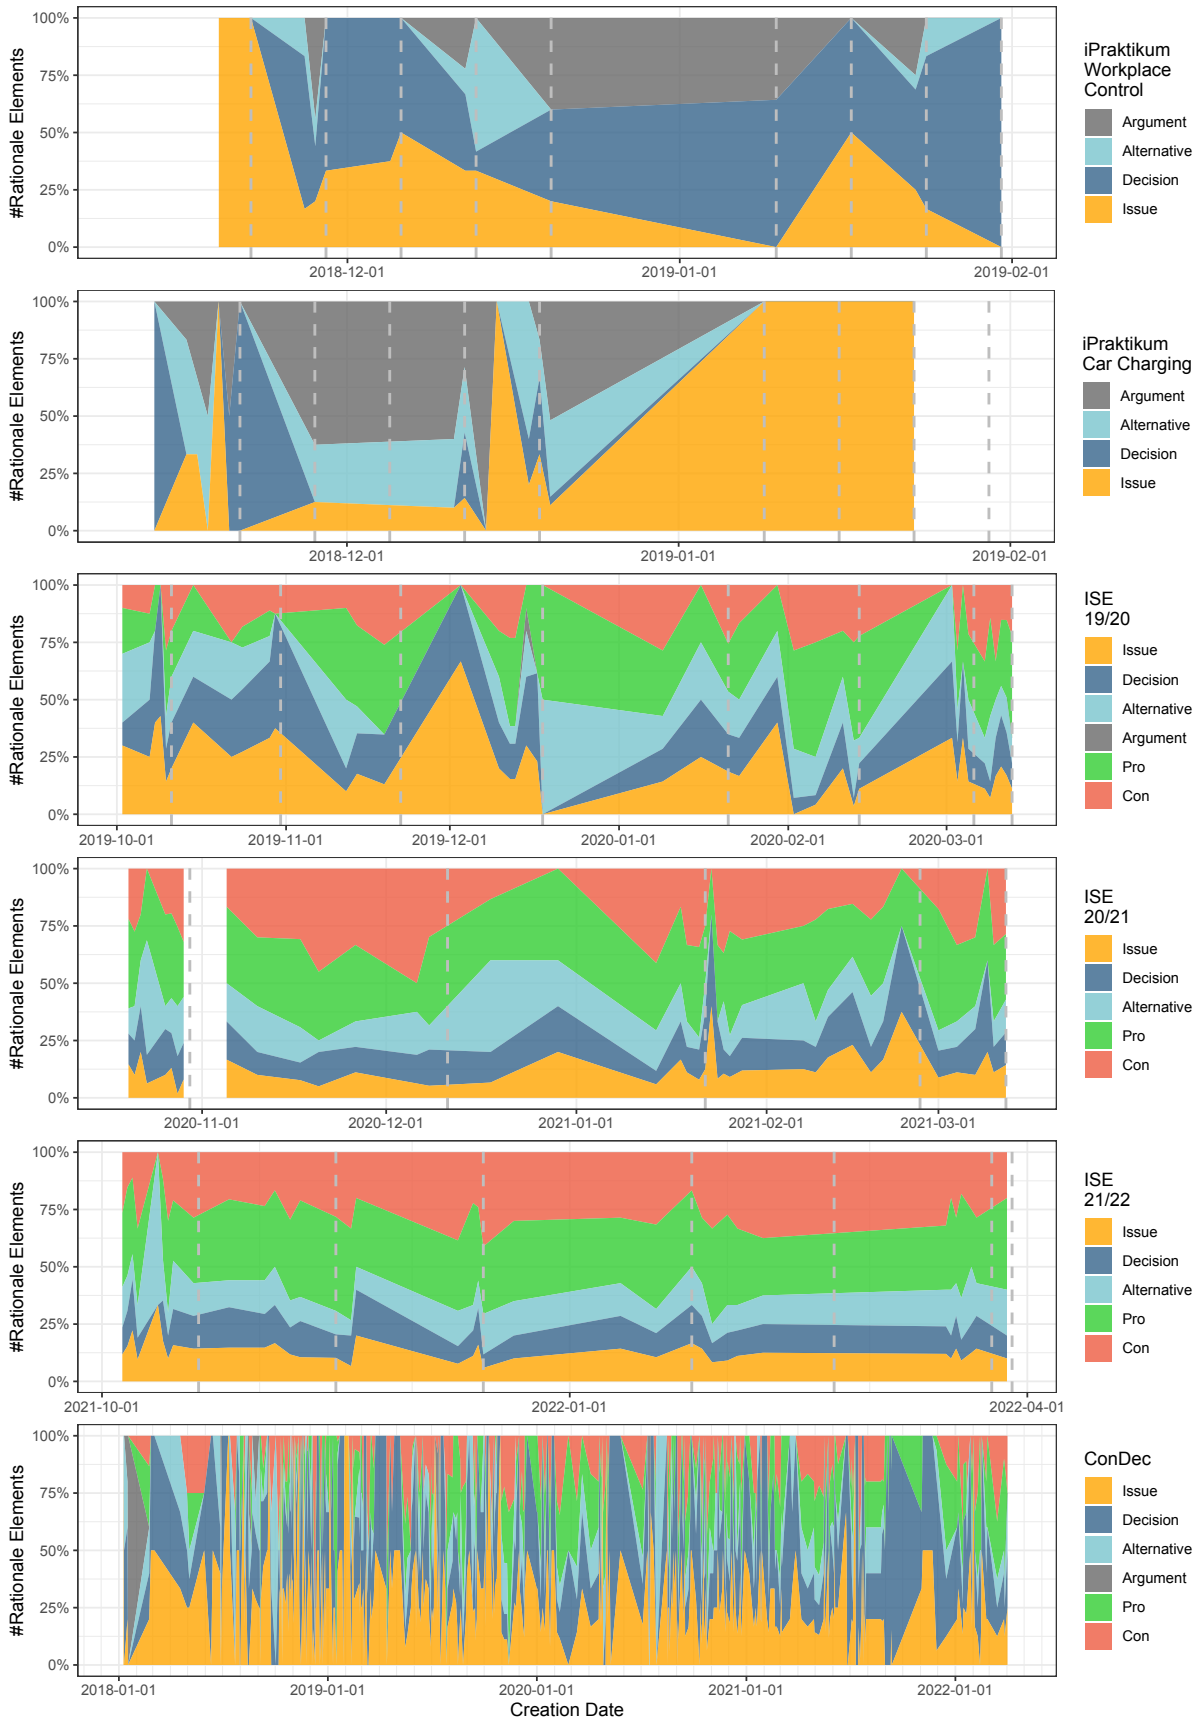 #Rationale Elements
100%
75%
50%
25%
0%
2018-12-01
2019-01-01
2019-02-01
iPraktikum
Workplace
Control
Argument
Alternative
Decision
Issue
#Rationale Elements
100%
75%
50%
25%
0%
2018-12-01
2019-01-01
2019-02-01
iPraktikum
Car Charging
Argument
Alternative
Decision
Issue
#Rationale Elements
100%
75%
50%
25%
0%
2019-10-01
2019-11-01
2019-12-01
2020-01-01
2020-02-01
2020-03-01
ISE
19/20
Issue
Decision
Alternative
Argument
Pro
Con
#Rationale Elements
100%
75%
50%
25%
0%
2020-11-01
2020-12-01
2021-01-01
2021-02-01
2021-03-01
ISE
20/21
Issue
Decision
Alternative
Pro
Con
#Rationale Elements
100%
75%
50%
25%
0%
2021-10-01
2022-01-01
2022-04-01
ISE
21/22
Issue
Decision
Alternative
Pro
Con
#Rationale Elements
100%
75%
50%
25%
0%
2018-01-01
2019-01-01
2020-01-01
2021-01-01
2022-01-01
Creation Date
ConDec
Issue
Decision
Alternative
Argument
Pro
Con